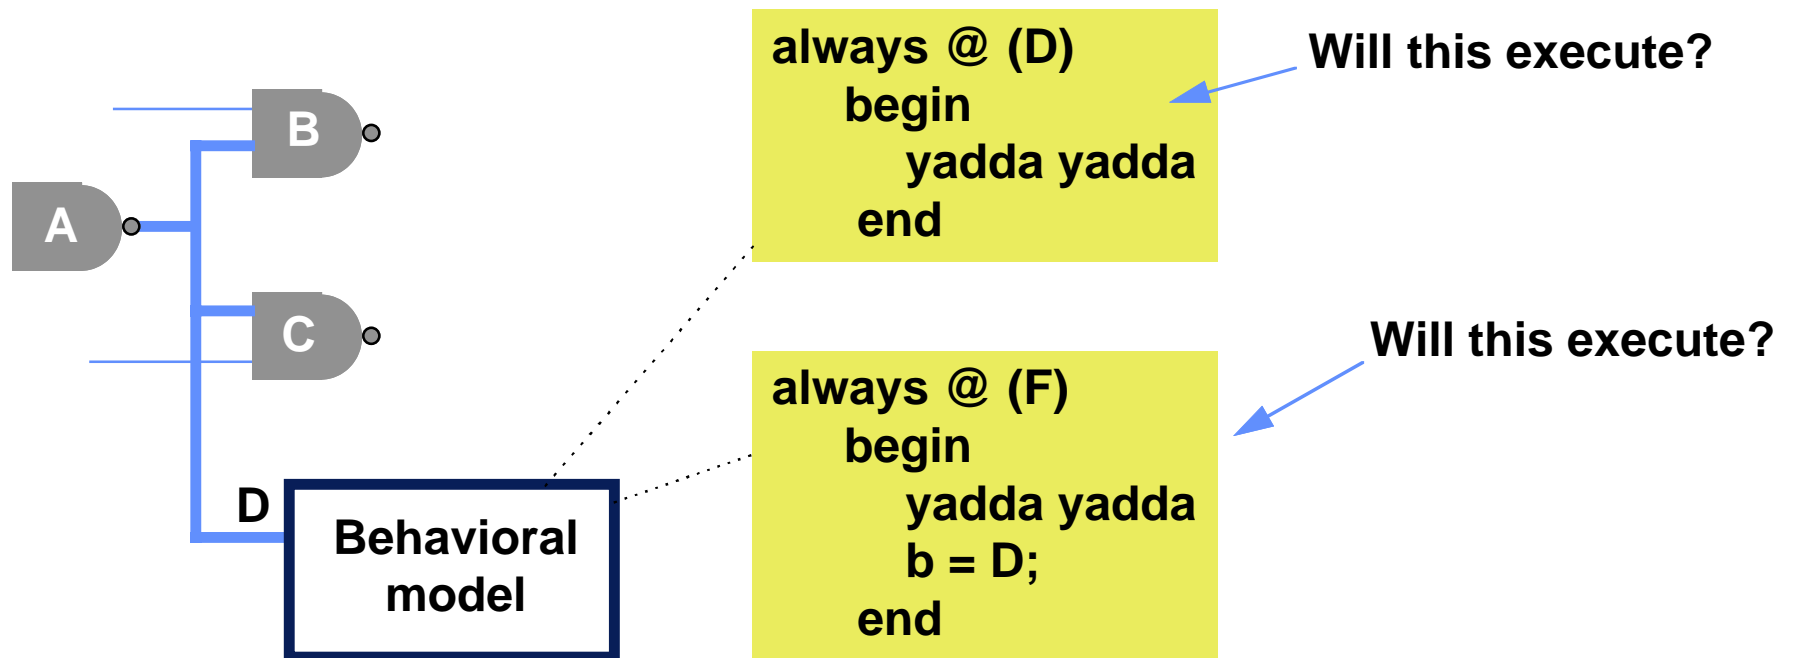 A
B
C
D
Behavioral
model
always @ (D)
begin
yadda yadda
end
Will this execute?
always @ (F)
begin
yadda yadda
b = D;
end
Will this execute?